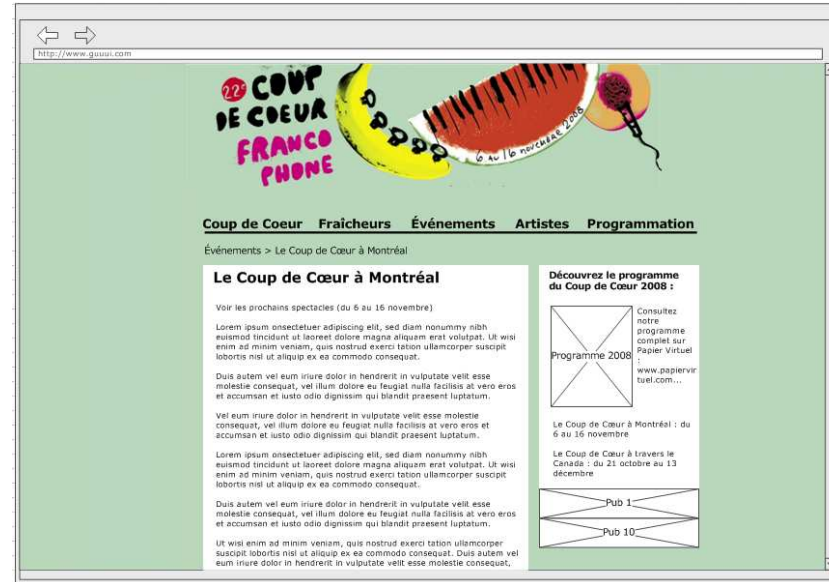 http://www.guuui.com
22e COUP
DE COEUR
FRANCO
PHONE
6 AU 16 novembre 2008
Coup de Coeur Fraîcheurs Événements Artistes Programmation
Événements > Le Coup de Cœur à Montréal
Le Coup de Cœur à Montréal
Voir les prochains spectacles (du 6 au 16 novembre)
Lorem ipsum onsectetuer adipiscing elit, sed diam nonummy nibh
euismod tincidunt ut laoreet dolore magna aliquam erat volutpat. Ut wisi
enim ad minim veniam, quis nostrud exerci tation ullamcorper suscipit
lobortis nisl ut aliquip ex ea commodo consequat.
Duis autem vel eum iriure dolor in hendrerit in vulputate velit esse
molestie consequat, vel illum dolore eu feugiat nulla facilisis at vero eros
et accumsan et iusto odio dignissim qui blandit praesent luptatum.
Vel eum iriure dolor in hendrerit in vulputate velit esse molestie
consequat, vel illum dolore eu feugiat nulla facilisis at vero eros et
accumsan et iusto odio dignissim qui blandit praesent luptatum.
Lorem ipsum onsectetuer adipiscing elit, sed diam nonummy nibh
euismod tincidunt ut laoreet dolore magna aliquam erat volutpat. Ut wisi
enim ad minim veniam, quis nostrud exerci tation ullamcorper suscipit
lobortis nisl ut aliquip ex ea commodo consequat.
Duis autem vel eum iriure dolor in hendrerit in vulputate velit esse
molestie consequat, vel illum dolore eu feugiat nulla facilisis at vero eros
et accumsan et iusto odio dignissim qui blandit praesent luptatum.
Ut wisi enim ad minim veniam, quis nostrud exerci tation ullamcorper
suscipit lobortis nisl ut aliquip ex ea commodo consequat. Duis autem vel
eum iriure dolor in hendrerit in vulputate velit esse molestie consequat,
Découvrez le programme
du Coup de Cœur 2008 :
Programme 2008
Consultez
notre
programme
complet sur
Papier Virtuel
:
www.papiervir
tuel.com...
Le Coup de Cœur à Montréal : du
6 au 16 novembre
Le Coup de Cœur à travers le
Canada : du 21 octobre au 13
décembre
Pub 1
Pub 10